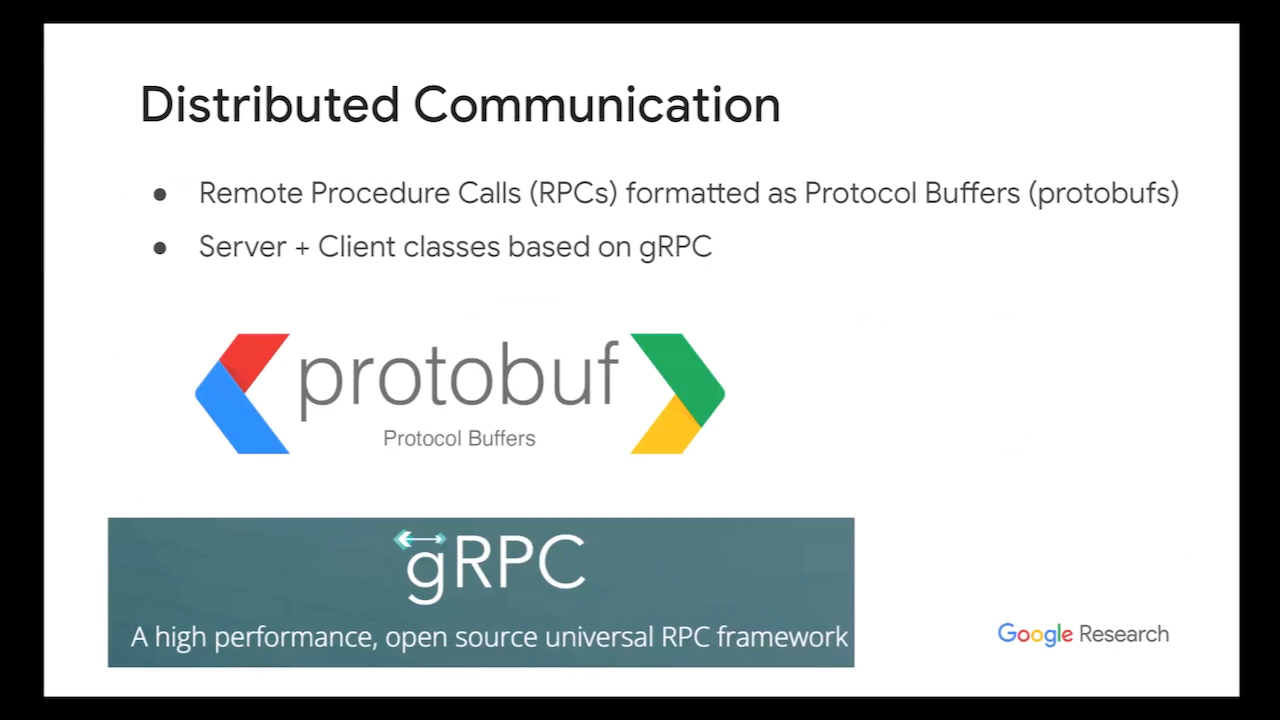 Distributed Communication
● Remote Procedure Calls (RPCs) formatted as Protocol Buffers (protobufs)
● Server + Client classes based on gRPC
protobuf
Protocol Buffers
gRPC
A high performance, open source universal RPC framework
Google Research